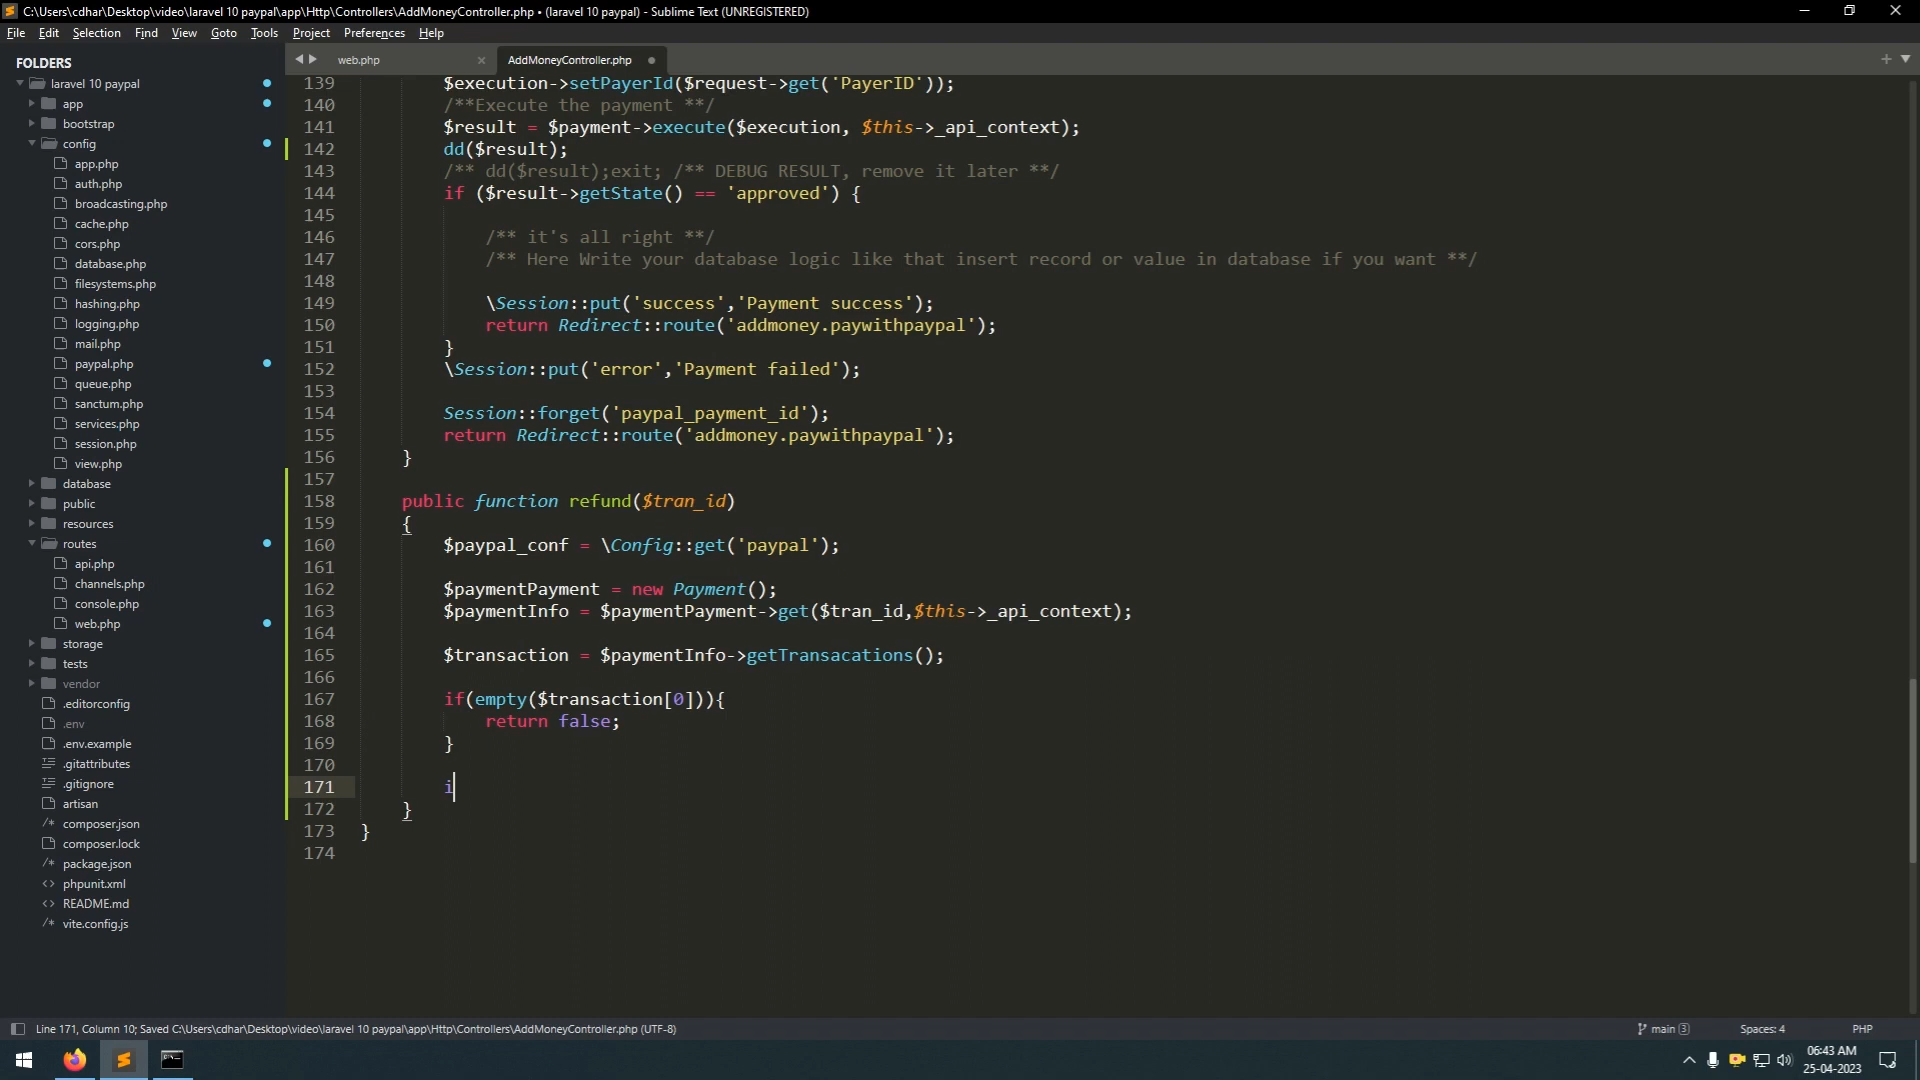 C:\Users\cdhar\Desktop\video\laravel 10 paypal\app\Http\Controllers\AddMoneyController.php • (laravel 10 paypal) - Sublime Text (UNREGISTERED)
File Edit Selection Find View Goto Tools Project Preferences Help
FOLDERS
laravel 10 paypal
app
bootstrap
config
app.php
auth.php
broadcasting.php
cache.php
cors.php
database.php
filesystems.php
hashing.php
logging.php
mail.php
paypal.php
queue.php
sanctum.php
services.php
session.php
view.php
database
public
resources
routes
api.php
channels.php
console.php
web.php
storage
tests
vendor
.editorconfig
.env
.env.example
.gitattributes
.gitignore
artisan
composer.json
composer.lock
package.json
phpunit.xml
README.md
vite.config.js
web.php
AddMoneyController.php
139 $execution->setPayerId($request->get('PayerID'));
140 /**Execute the payment **/
141 $result = $payment->execute($execution, $this->_api_context);
142 dd($result);
143 /** dd($result);exit; /** DEBUG RESULT, remove it later **/
144 if ($result->getState() == 'approved') {
145
146 /** it's all right **/
147 /** Here Write your database logic like that insert record or value in database if you want **/
148
149 \Session::put('success','Payment success');
150 return Redirect::route('addmoney.paywithpaypal');
151 }
152 \Session::put('error','Payment failed');
153
154 Session::forget('paypal_payment_id');
155 return Redirect::route('addmoney.paywithpaypal');
156 }
157
158 public function refund($tran_id)
159 {
160 $paypal_conf = \Config::get('paypal');
161
162 $paymentPayment = new Payment();
163 $paymentInfo = $paymentPayment->get($tran_id,$this->_api_context);
164
165 $transaction = $paymentInfo->getTransacations();
166
167 if(empty($transaction[0])){
168 return false;
169 }
170
171 i
172 }
173 }
174
Line 171, Column 10; Saved C:\Users\cdhar\Desktop\video\laravel 10 paypal\app\Http\Controllers\AddMoneyController.php (UTF-8)
main 3
Spaces: 4
PHP
06:43 AM
25-04-2023